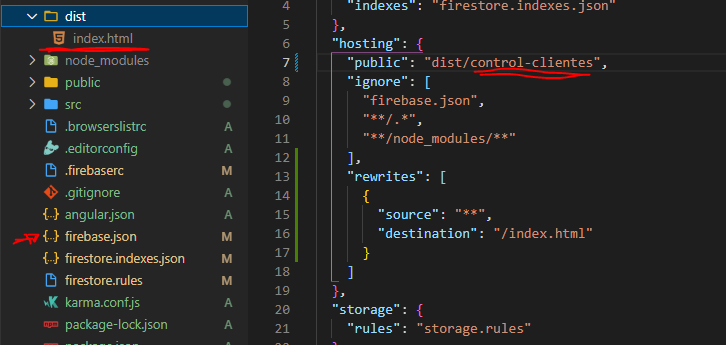 dist
index.html
node_modules
public
src
.browserslistrc A
.editorconfig A
.firebaserc M
.gitignore A
angular.json A
firebase.json M
firestore.indexes.json M
firestore.rules M
karma.conf.js A
package-lock.json A
4 "indexes": "firestore.indexes.json"
5 },
6 "hosting": {
7 "public": "dist/control-clientes",
8 "ignore": [
9 "firebase.json",
10 "**/.*",
11 "**/node_modules/**"
12 ],
13 "rewrites": [
14 {
15 "source": "**",
16 "destination": "/index.html"
17 }
18 ]
19 },
20 "storage": {
21 "rules": "storage.rules"